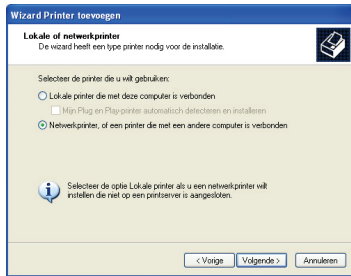 Wizard Printer toevoegen
Lokale of netwerkprinter
De wizard heeft een type printer nodig voor de installatie.
Selecteer de printer die u wilt gebruiken:
Lokale printer die met deze computer is verbonden
Mijn Plug en Play-printer automatisch detecteren en installeren
Netwerkprinter, of een printer die met een andere computer is verbonden
Selecteer de optie Lokale printer als u een netwerkprinter wilt
instellen die niet op een printserver is aangesloten.
< Vorige Volgende > Annuleren